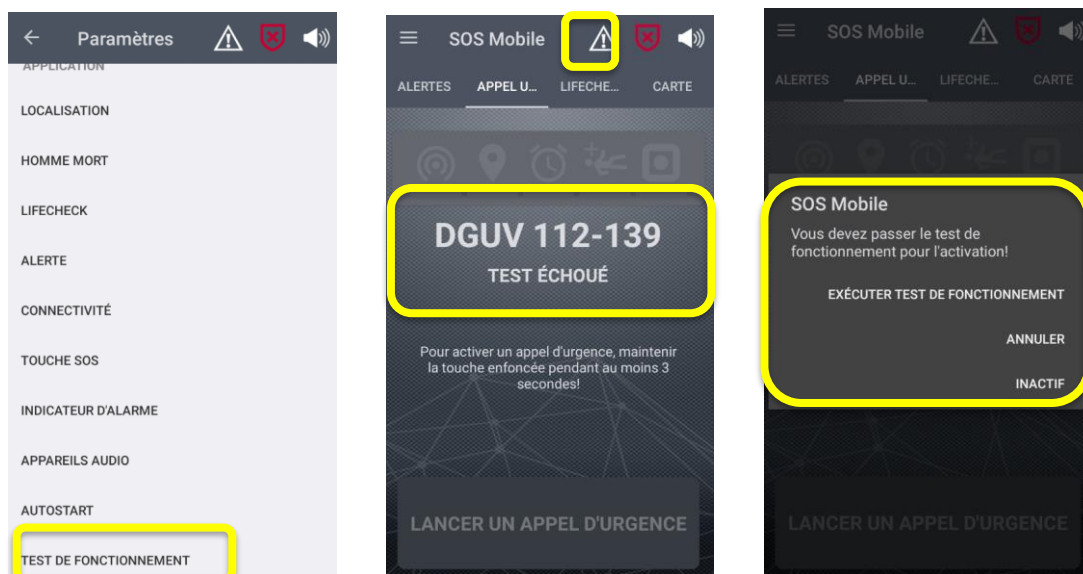 Paramètres
APPLICATION
LOCALISATION
HOMME MORT
LIFECHECK
ALERTE
CONNECTIVITÉ
TOUCHE SOS
INDICATEUR D'ALARME
APPAREILS AUDIO
AUTOSTART
TEST DE FONCTIONNEMENT
SOS Mobile
ALERTES APPEL U... LIFECHE... CARTE
DGUV 112-139
TEST ÉCHOUÉ
Pour activer un appel d'urgence, maintenir
la touche enfoncée pendant au moins 3
secondes!
LANCER UN APPEL D'URGENCE
SOS Mobile
ALERTES APPEL U... LIFECHE... CARTE
SOS Mobile
Vous devez passer le test de
fonctionnement pour l'activation!
EXÉCUTER TEST DE FONCTIONNEMENT
ANNULER
INACTIF
LANCER UN APPEL D'URGENCE